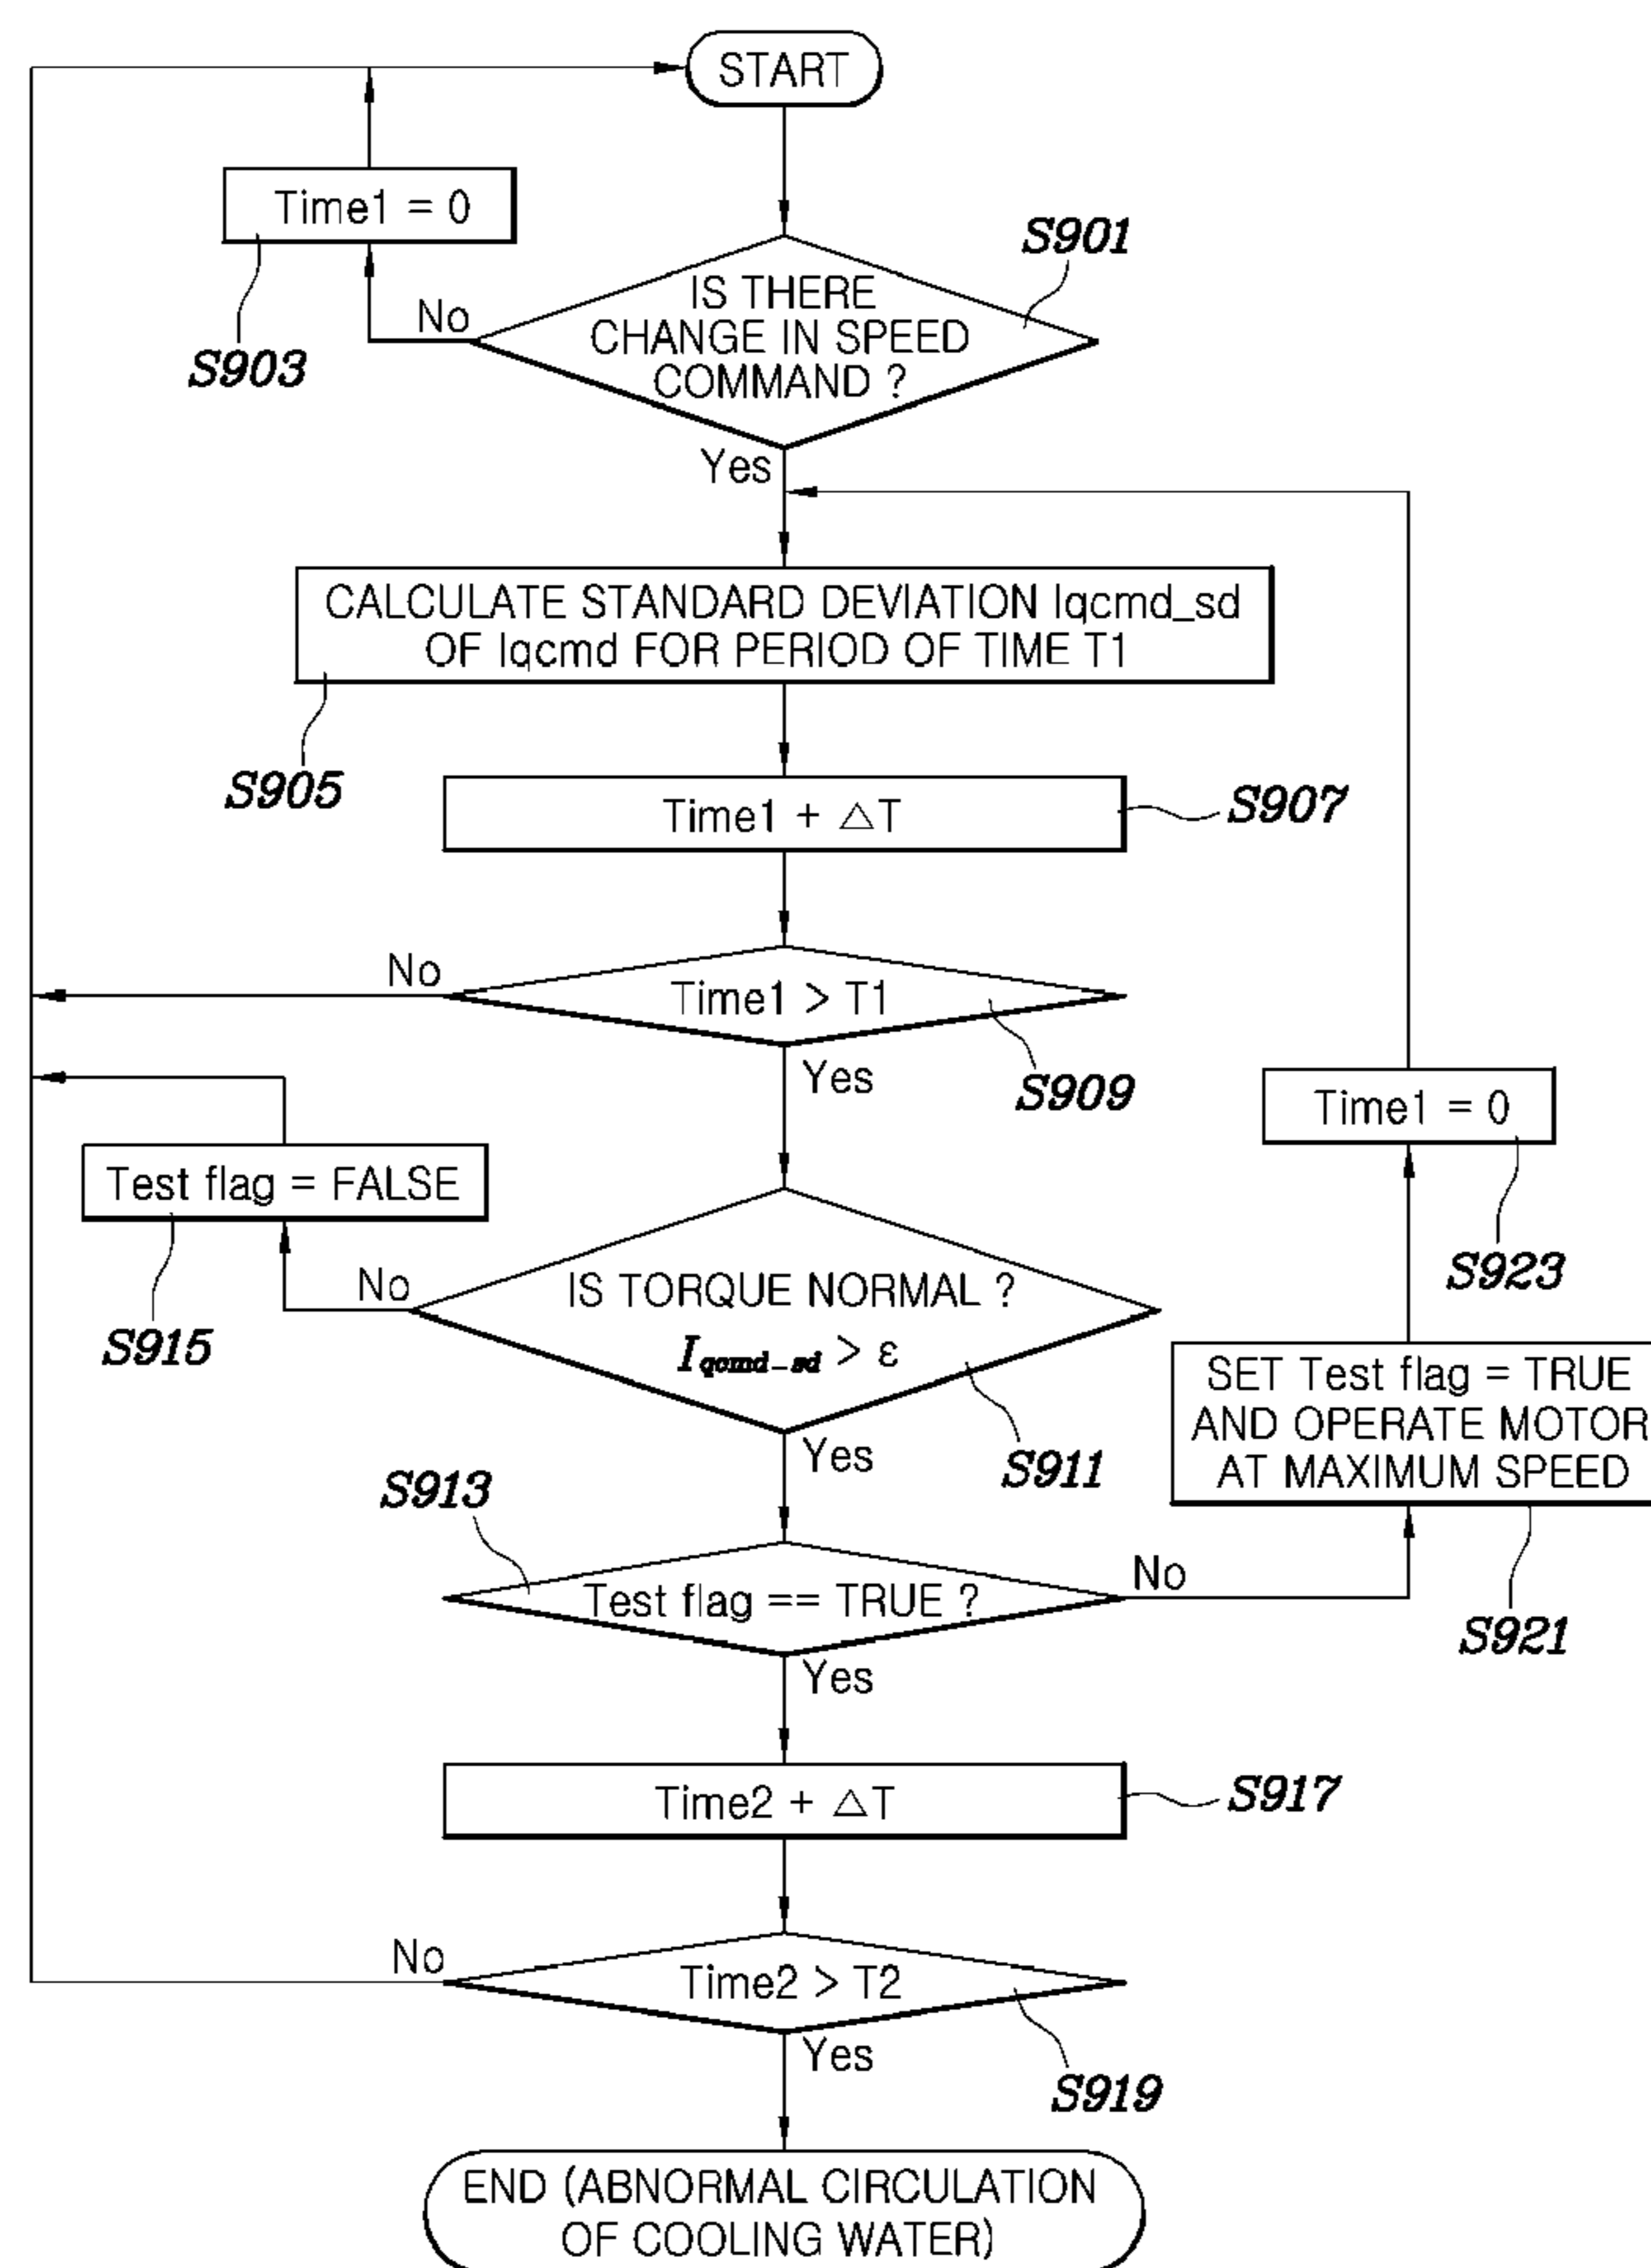 START
Time1 = 0
S903
S901
IS THERE
CHANGE IN SPEED
COMMAND ?
No
Yes
CALCULATE STANDARD DEVIATION Iqcmd_sd
OF Iqcmd FOR PERIOD OF TIME T1
S905
Time1 + △T
S907
No
Time1 > T1
Yes
S909
Time1 = 0
S923
Test flag = FALSE
S915
No
IS TORQUE NORMAL ?
Iqcmd-sd > ε
Yes
S911
SET Test flag = TRUE
AND OPERATE MOTOR
AT MAXIMUM SPEED
S921
S913
Test flag == TRUE ?
No
Yes
Time2 + △T
S917
No
Time2 > T2
Yes
S919
END (ABNORMAL CIRCULATION
OF COOLING WATER)